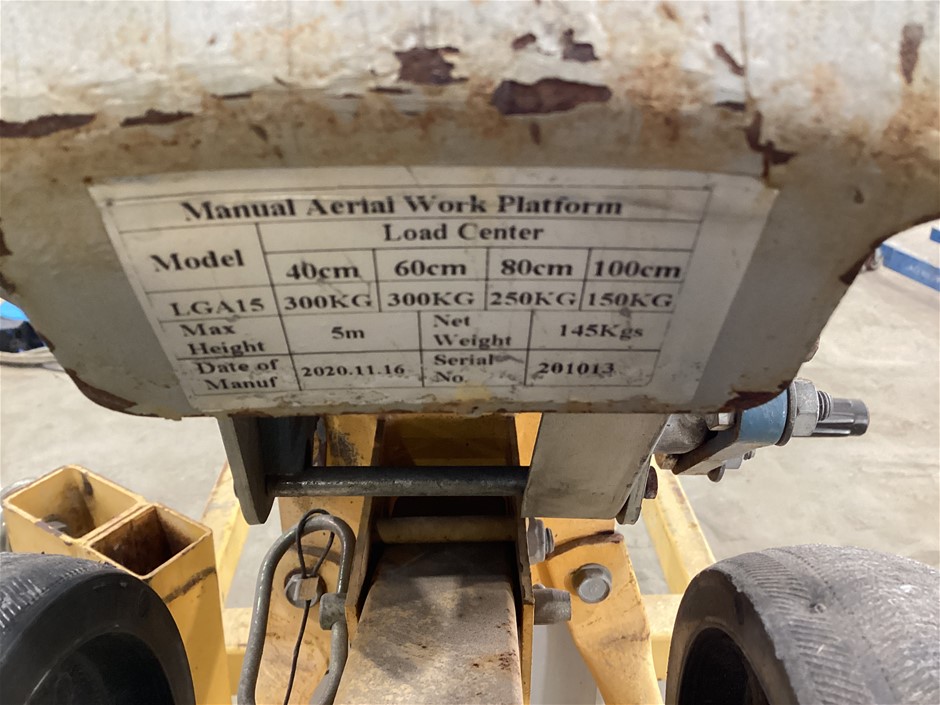 Manual Aerial Work Platform
Model
Load Center
40cm 60cm 80cm 100cm
LGA15 300KG 300KG 250KG 150KG
Max Height 5m Net Weight 145Kgs
Date of Manuf 2020.11.16 Serial No. 201013